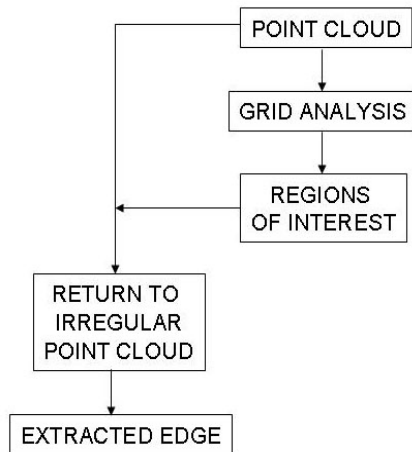 POINT CLOUD
GRID ANALYSIS
REGIONS
OF INTEREST
RETURN TO
IRREGULAR
POINT CLOUD
EXTRACTED EDGE